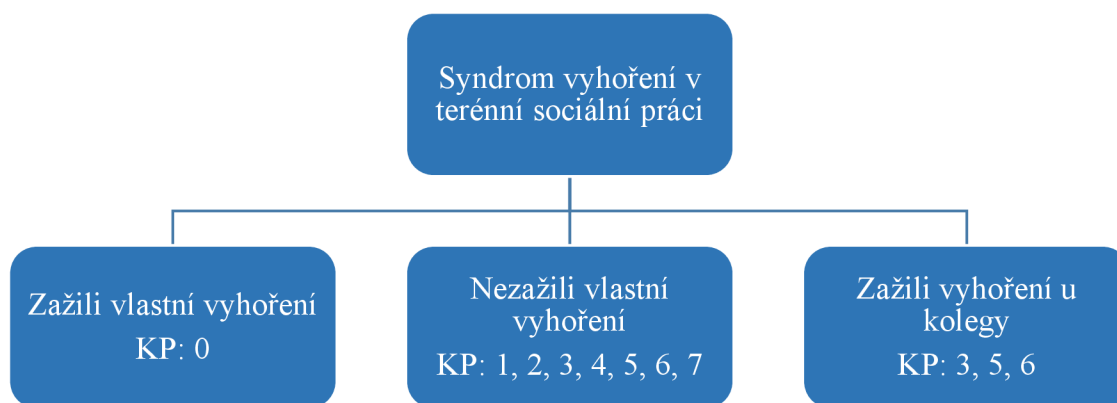 Syndrom vyhoření v
terénní sociální práci
Zažili vlastní vyhoření
KP: 0
Nezažili vlastní
vyhoření
KP: 1, 2, 3, 4, 5, 6, 7
Zažili vyhoření u
kolegy
KP: 3, 5, 6